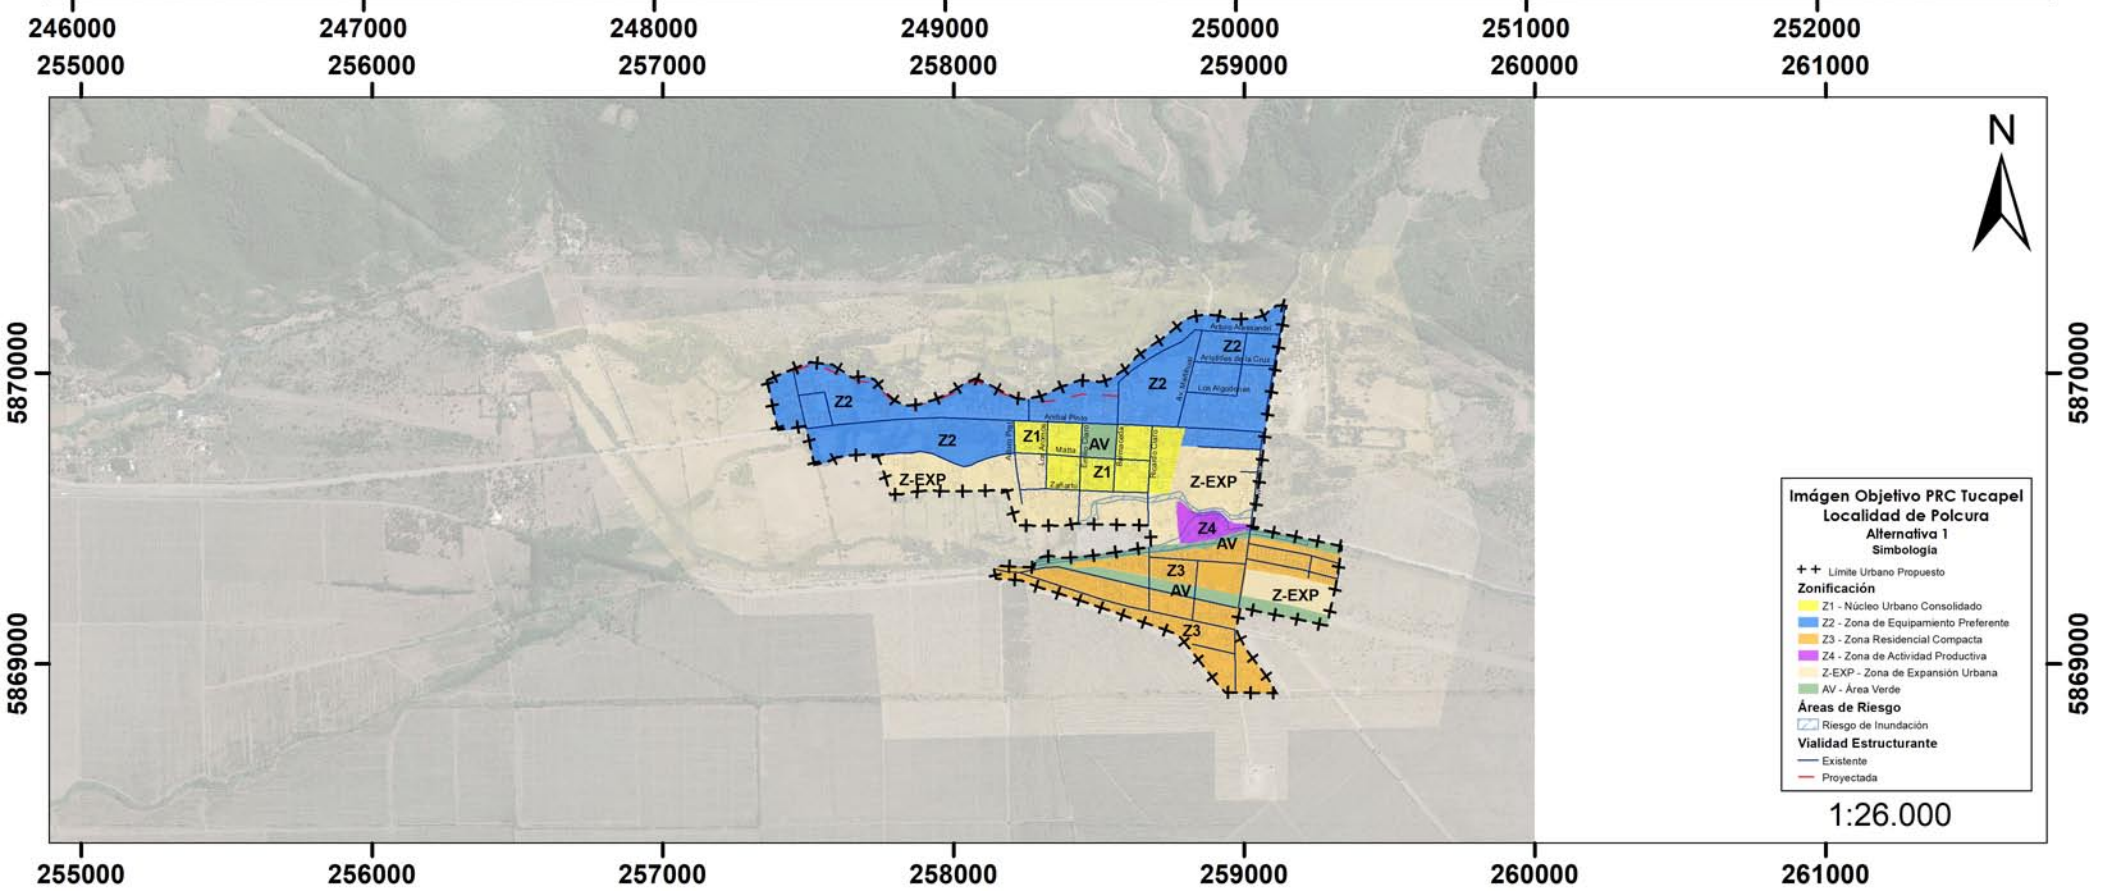 246000 247000 248000 249000 250000 251000 252000
255000 256000 257000 258000 259000 260000 261000
N
Arturo Alessandri
Z2
Arístides de la Cruz
5870000
5870000
Z2
Los Algodones
Z2
Aníbal Pinto
Z2
Z1
AV
Matta
Z1
Z-EXP
Z-EXP
Zañartu
Z4
AV
Z3
AV
Z-EXP
Z3
5869000
5869000
Imágen Objetivo PRC Tucapel
Localidad de Polcura
Alternativa 1
Simbología
Límite Urbano Propuesto
Zonificación
Z1 - Núcleo Urbano Consolidado
Z2 - Zona de Equipamiento Preferente
Z3 - Zona Residencial Compacta
Z4 - Zona de Actividad Productiva
Z-EXP - Zona de Expansión Urbana
AV - Área Verde
Áreas de Riesgo
Riesgo de Inundación
Vialidad Estructurante
Existente
Proyectada
1:26.000
255000 256000 257000 258000 259000 260000 261000